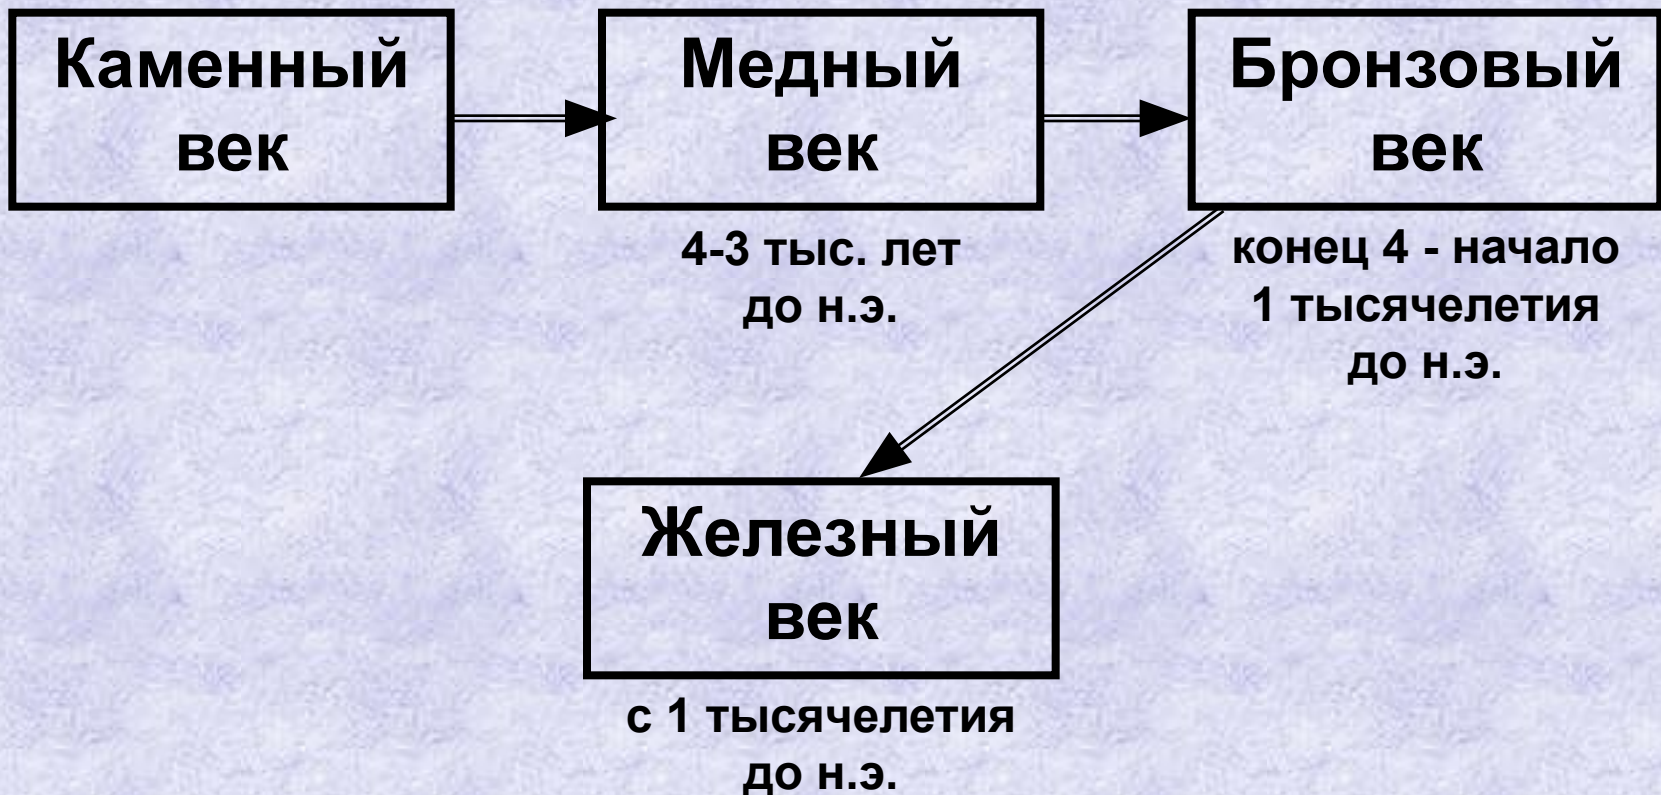 Каменный
век
Медный
век
4-3 тыс. лет
до н.э.
Бронзовый
век
конец 4 - начало
1 тысячелетия
до н.э.
Железный
век
с 1 тысячелетия
до н.э.